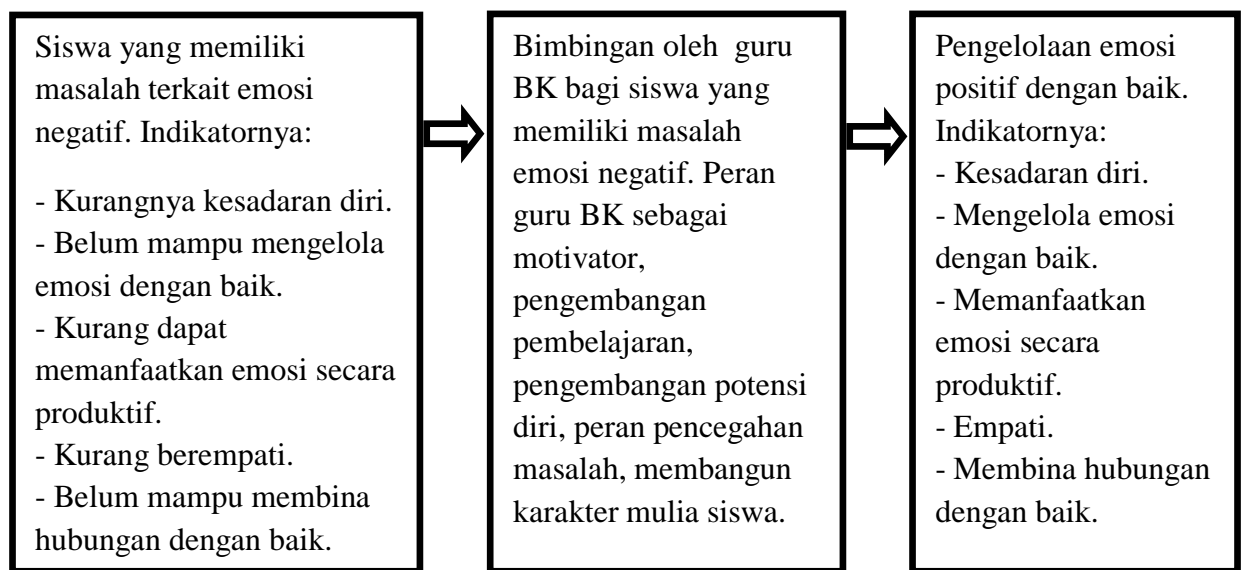 Siswa yang memiliki
masalah terkait emosi
negatif. Indikatornya:
- Kurangnya kesadaran diri.
- Belum mampu mengelola
emosi dengan baik.
- Kurang dapat
memanfaatkan emosi secara
produktif.
- Kurang berempati.
- Belum mampu membina
hubungan dengan baik.
Bimbingan oleh guru
BK bagi siswa yang
memiliki masalah
emosi negatif. Peran
guru BK sebagai
motivator,
pengembangan
pembelajaran,
pengembangan potensi
diri, peran pencegahan
masalah, membangun
karakter mulia siswa.
Pengelolaan emosi
positif dengan baik.
Indikatornya:
- Kesadaran diri.
- Mengelola emosi
dengan baik.
- Memanfaatkan
emosi secara
produktif.
- Empati.
- Membina hubungan
dengan baik.